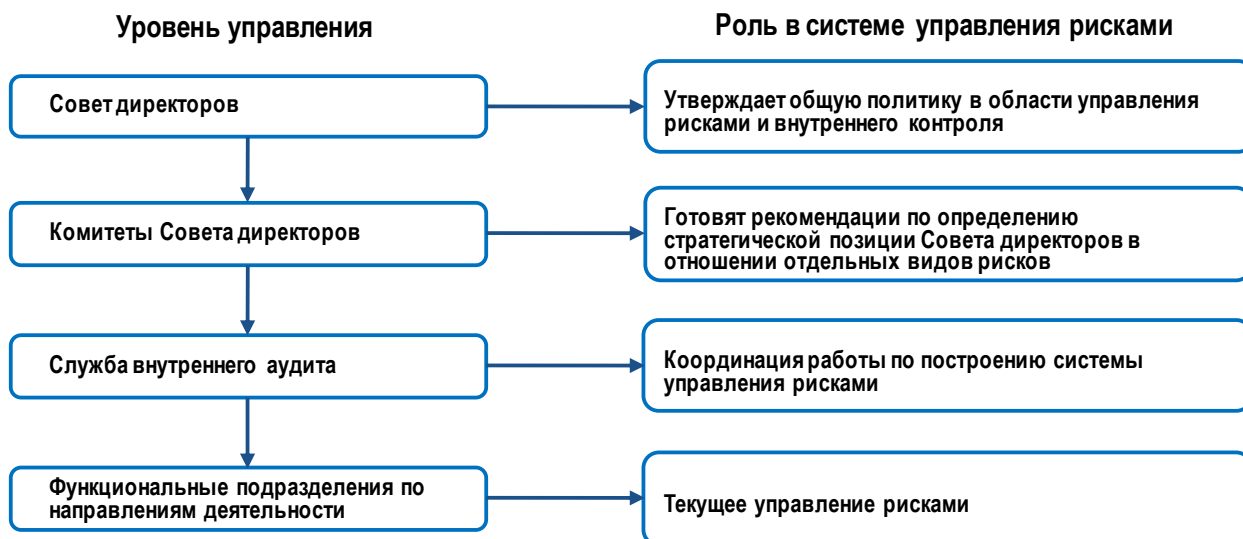 Уровень управления
Роль в системе управления рисками
Совет директоров
Утверждает общую политику в области управления
рисками и внутреннего контроля
Комитеты Совета директоров
Готовят рекомендации по определению
стратегической позиции Совета директоров в
отношении отдельных видов рисков
Служба внутреннего аудита
Координация работы по построению системы
управления рисками
Функциональные подразделения по
направлениям деятельности
Текущее управление рисками